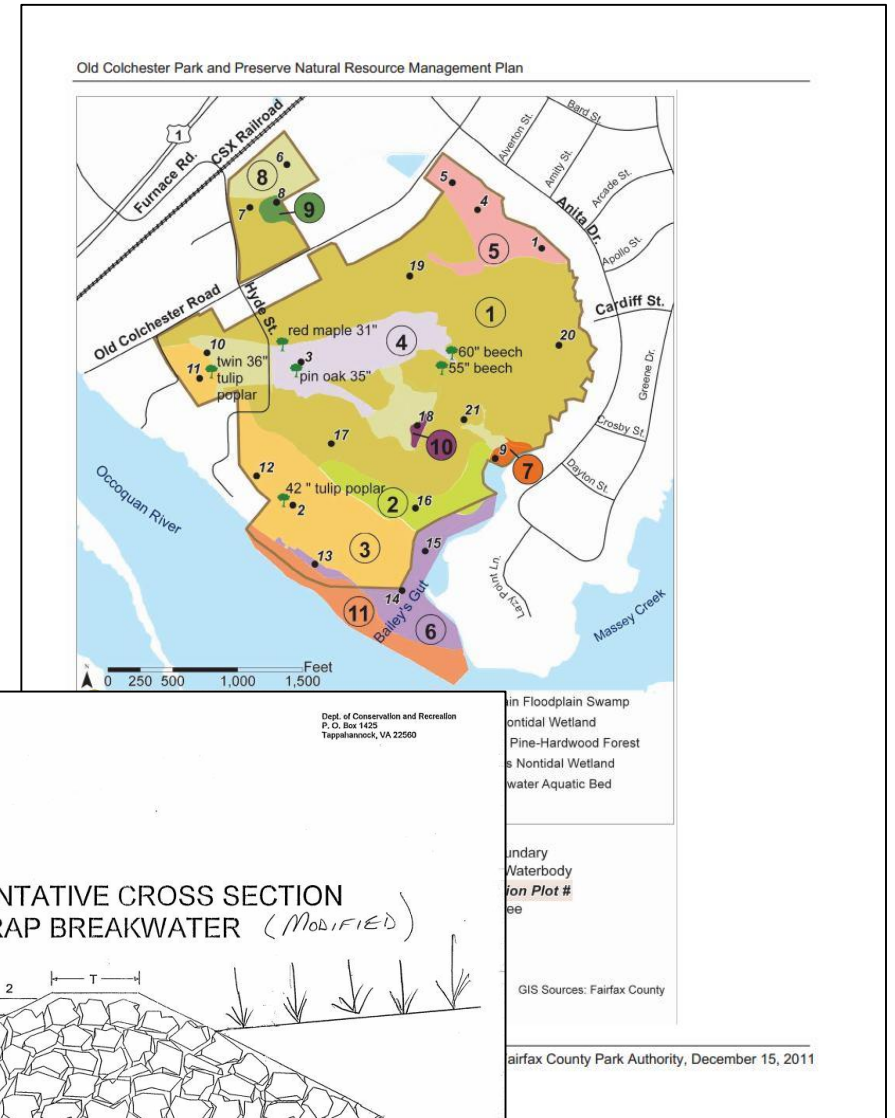 Old Colchester Park and Preserve Natural Resource Management Plan
1
CSX Railroad
Furnace Rd.
Bard St.
Alverton St.
Amity St.
Arcade St.
Anita Dr.
Apollo St.
6
8
5
8
7
9
4
1
5
19
Old Colchester Road
Hyde St.
1
Cardiff St.
red maple 31"
20
4
10
3
60" beech
twin 36"
55" beech
11
pin oak 35"
tulip
poplar
Greene Dr.
18
21
Crosby St.
17
10
9
7
12
Dayton St.
42 " tulip poplar
2
2
16
Occoquan River
13
3
15
Lazy Point Ln.
14
11
Bailey's Gut
6
Massey Creek
N
Feet
0 250 500 1,000 1,500
Dept. of Conservation and Recreation
P. O. Box 1425
Tappahannock, VA 22560
in Floodplain Swamp
ontidal Wetland
Pine-Hardwood Forest
s Nontidal Wetland
water Aquatic Bed
undary
Waterbody
ion Plot #
ee
NTATIVE CROSS SECTION
RAP BREAKWATER (MODIFIED)
T
2
GIS Sources: Fairfax County
airfax County Park Authority, December 15, 2011